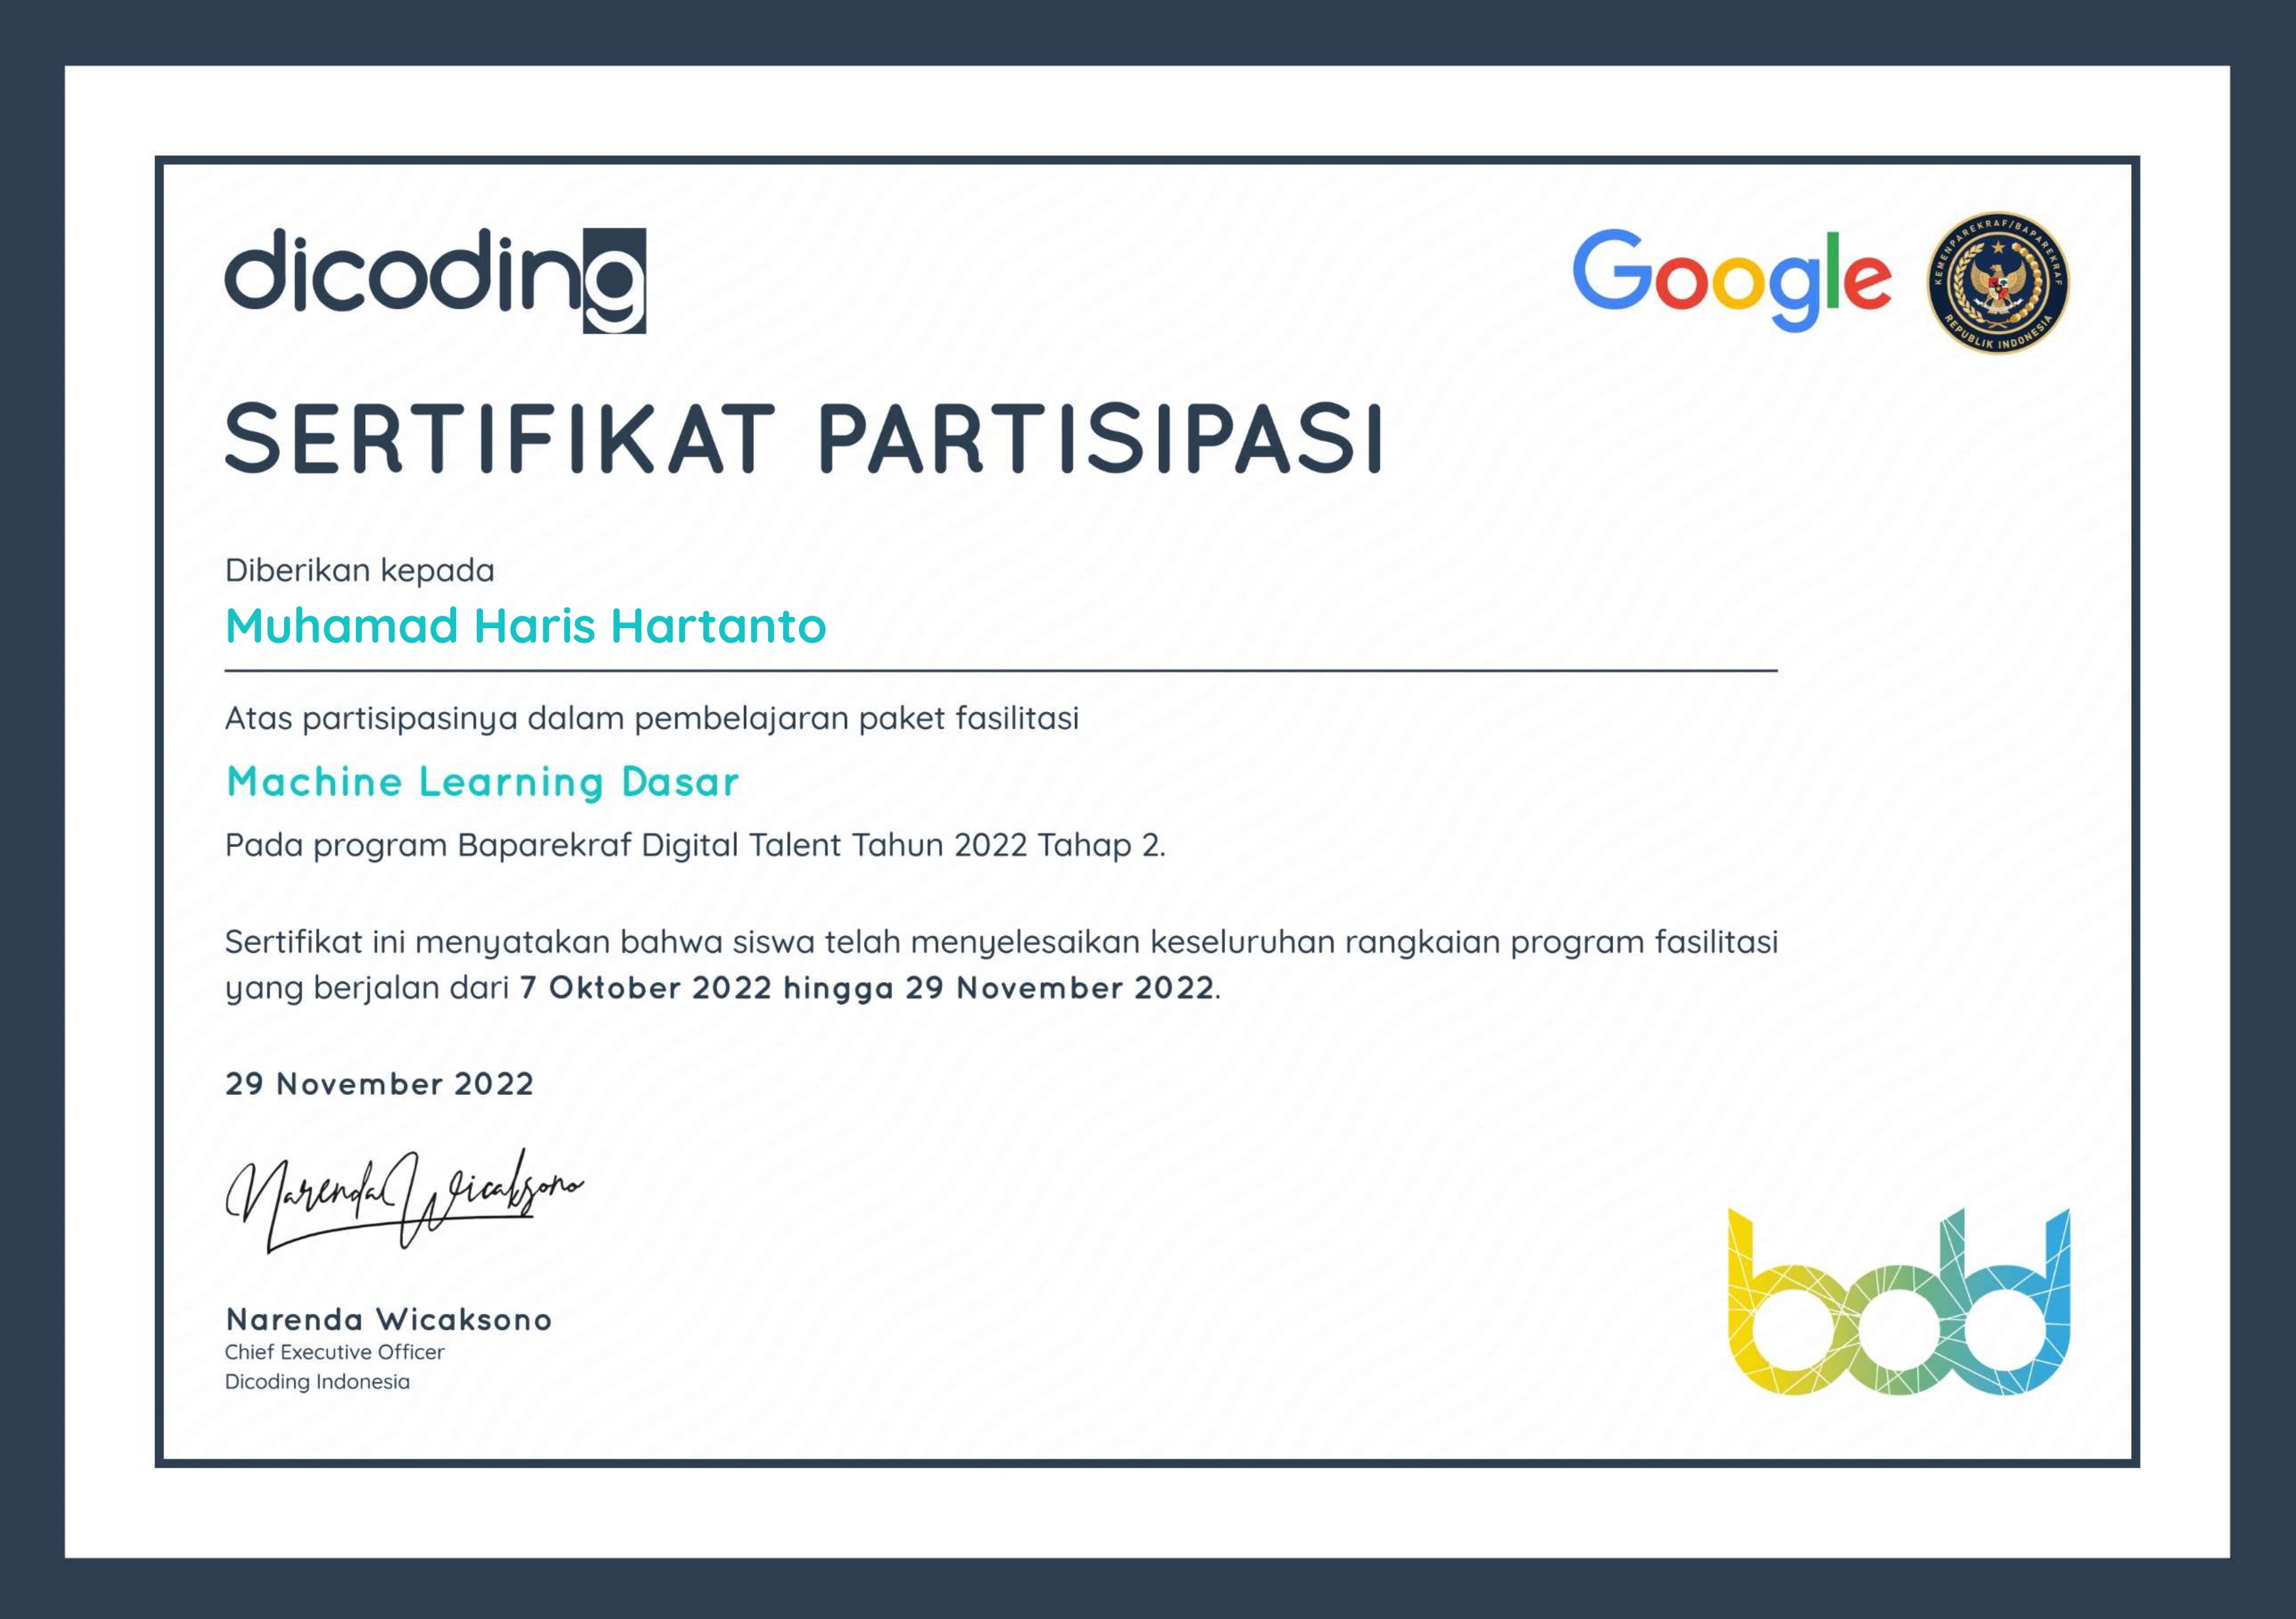 dicoding
Google
KEMENPAREKRAF/BAPAREKRAF
REPUBLIK INDONESIA
SERTIFIKAT PARTISIPASI
Diberikan kepada
Muhamad Haris Hartanto
Atas partisipasinya dalam pembelajaran paket fasilitasi
Machine Learning Dasar
Pada program Baparekraf Digital Talent Tahun 2022 Tahap 2.
Sertifikat ini menyatakan bahwa siswa telah menyelesaikan keseluruhan rangkaian program fasilitasi
yang berjalan dari 7 Oktober 2022 hingga 29 November 2022.
29 November 2022
Narenda Wicaksono
Narenda Wicaksono
Chief Executive Officer
Dicoding Indonesia
bdd